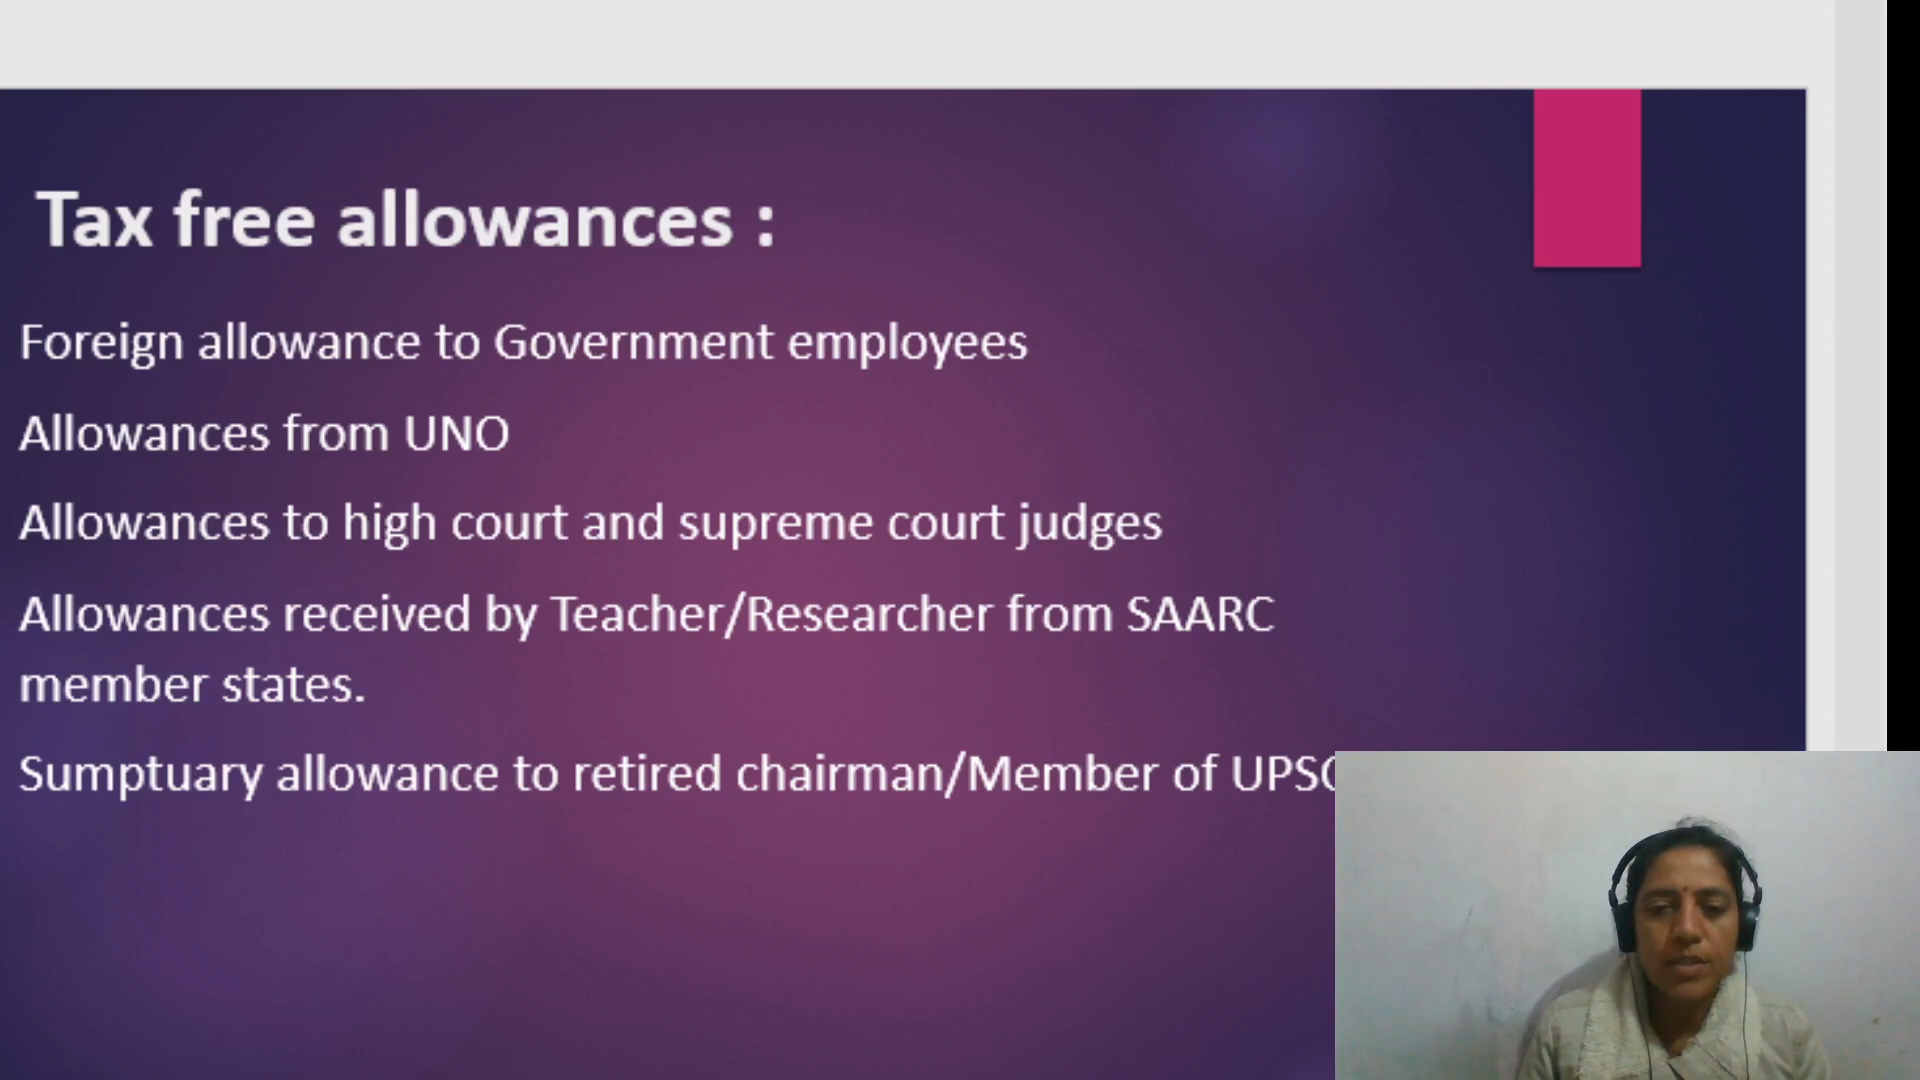 Tax free allowances :
Foreign allowance to Government employees
Allowances from UNO
Allowances to high court and supreme court judges
Allowances received by Teacher/Researcher from SAARC
member states.
Sumptuary allowance to retired chairman/Member of UPSC